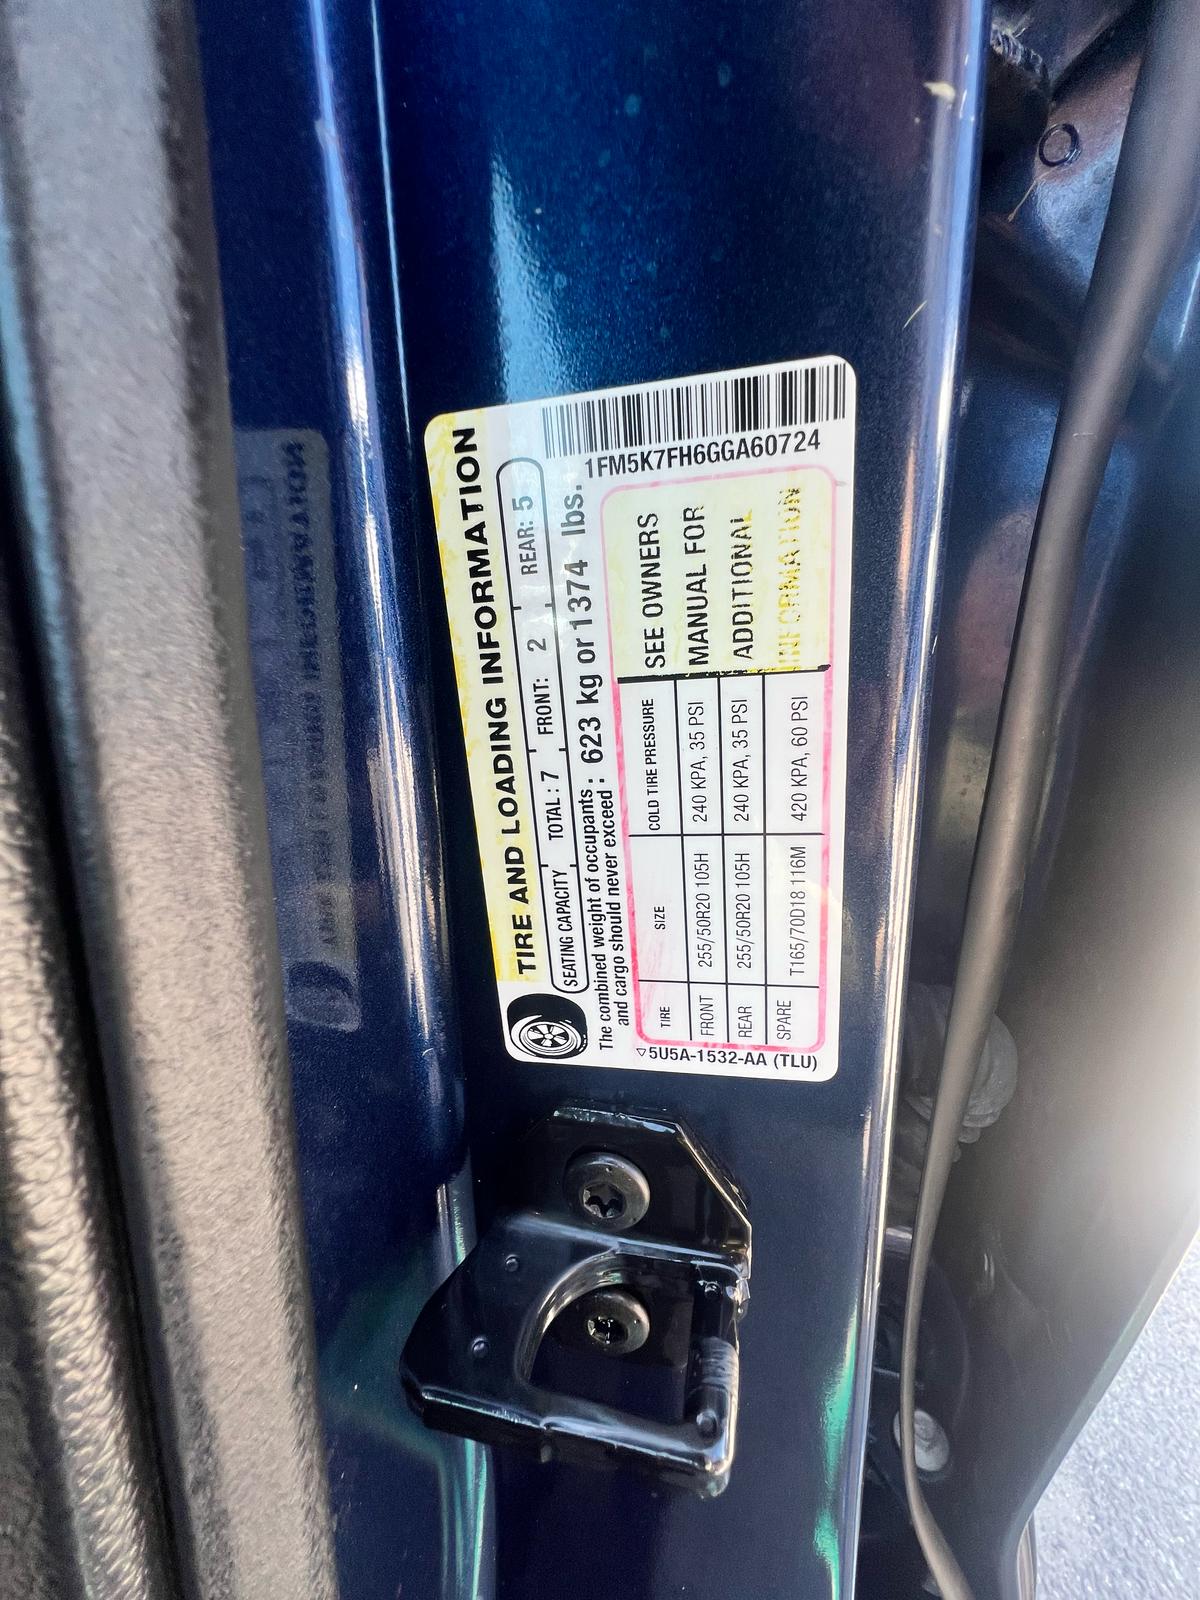 TIRE AND LOADING INFORMATION
SEATING CAPACITY TOTAL : 7 FRONT: 2 REAR: 5
The combined weight of occupants : 623 kg or 1374 lbs.
and cargo should never exceed :
1FM5K7FH6GGA60724
TIRE SIZE COLD TIRE PRESSURE
FRONT 255/50R20 105H 240 KPA, 35 PSI
REAR 255/50R20 105H 240 KPA, 35 PSI
SPARE T165/70D18 116M 420 KPA, 60 PSI
SEE OWNERS
MANUAL FOR
ADDITIONAL
INFORMATION
▽5U5A-1532-AA (TLU)